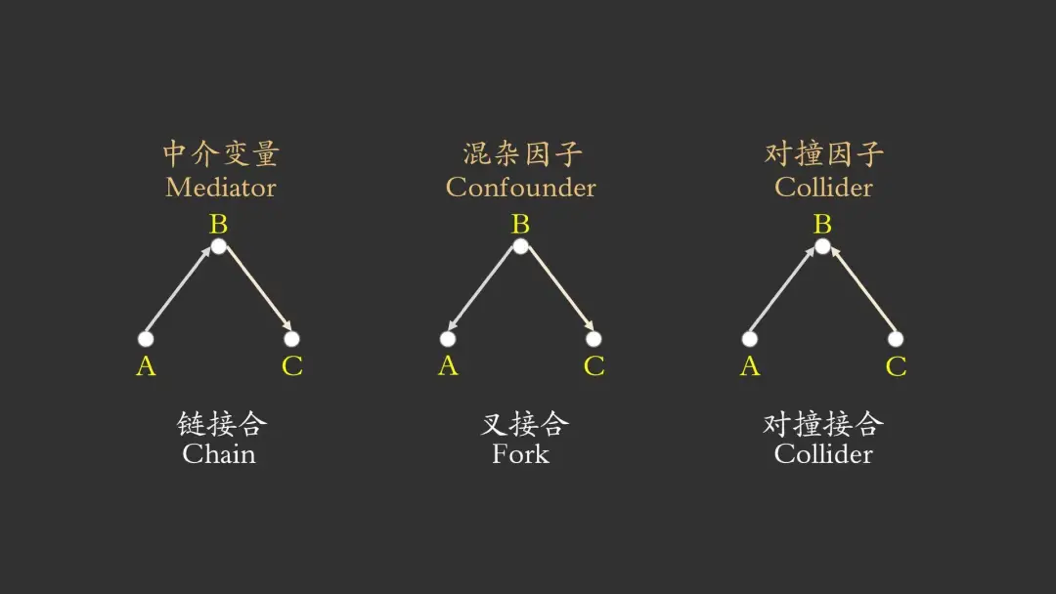 中介变量
Mediator
B
A
C
链接合
Chain
混杂因子
Confounder
B
A
C
叉接合
Fork
对撞因子
Collider
B
A
C
对撞接合
Collider